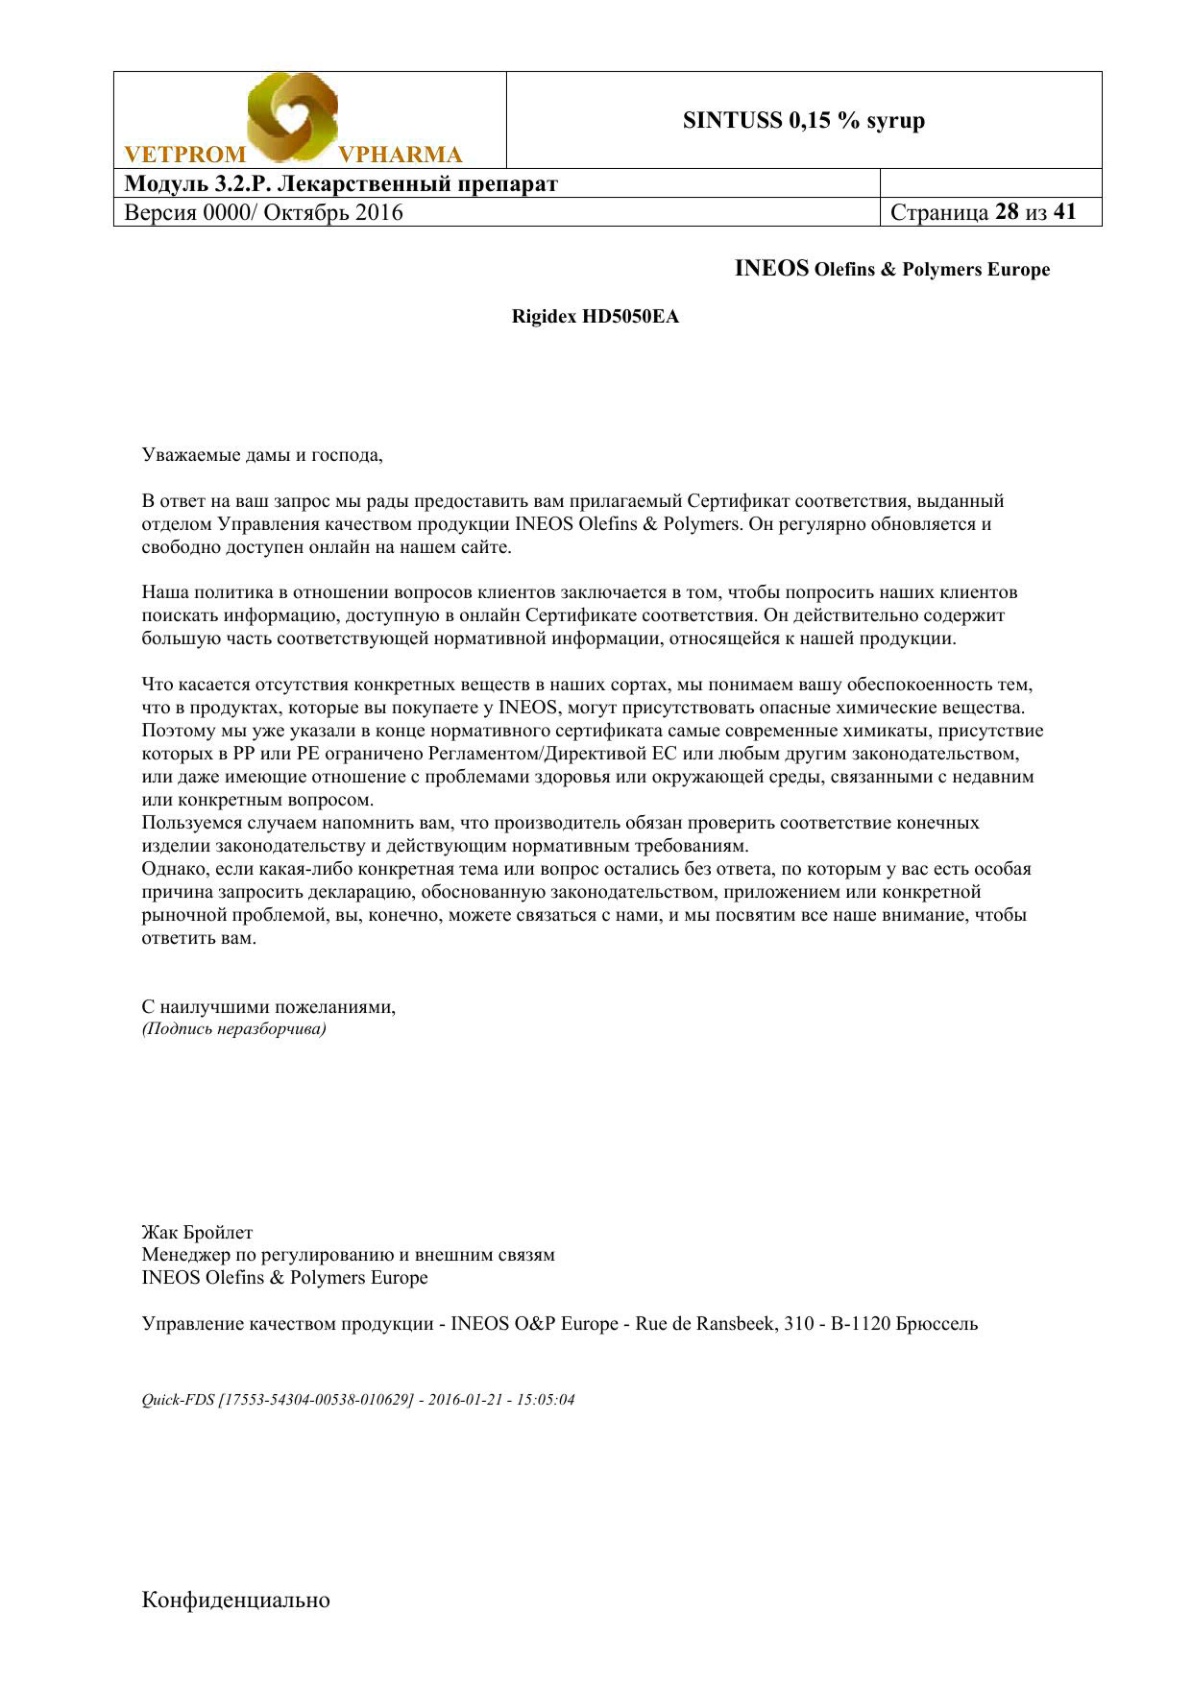 VETPROM VPHARMA
SINTUSS 0,15 % syrup
Модуль 3.2.P. Лекарственный препарат
Версия 0000/ Октябрь 2016
Страница 28 из 41
INEOS Olefins & Polymers Europe
Rigidex HD5050EA
Уважаемые дамы и господа,
В ответ на ваш запрос мы рады предоставить вам прилагаемый Сертификат соответствия, выданный
отделом Управления качеством продукции INEOS Olefins & Polymers. Он регулярно обновляется и
свободно доступен онлайн на нашем сайте.
Наша политика в отношении вопросов клиентов заключается в том, чтобы попросить наших клиентов
поискать информацию, доступную в онлайн Сертификате соответствия. Он действительно содержит
большую часть соответствующей нормативной информации, относящейся к нашей продукции.
Что касается отсутствия конкретных веществ в наших сортах, мы понимаем вашу обеспокоенность тем,
что в продуктах, которые вы покупаете у INEOS, могут присутствовать опасные химические вещества.
Поэтому мы уже указали в конце нормативного сертификата самые современные химикаты, присутствие
которых в PP или PE ограничено Регламентом/Директивой ЕС или любым другим законодательством,
или даже имеющие отношение с проблемами здоровья или окружающей среды, связанными с недавним
или конкретным вопросом.
Пользуемся случаем напомнить вам, что производитель обязан проверить соответствие конечных
изделии законодательству и действующим нормативным требованиям.
Однако, если какая-либо конкретная тема или вопрос остались без ответа, по которым у вас есть особая
причина запросить декларацию, обоснованную законодательством, приложением или конкретной
рыночной проблемой, вы, конечно, можете связаться с нами, и мы посвятим все наше внимание, чтобы
ответить вам.
С наилучшими пожеланиями,
(Подпись неразборчива)
Жак Бройлет
Менеджер по регулированию и внешним связям
INEOS Olefins & Polymers Europe
Управление качеством продукции - INEOS O&P Europe - Rue de Ransbeek, 310 - B-1120 Брюссель
Quick-FDS [17553-54304-00538-010629] - 2016-01-21 - 15:05:04
Конфиденциально